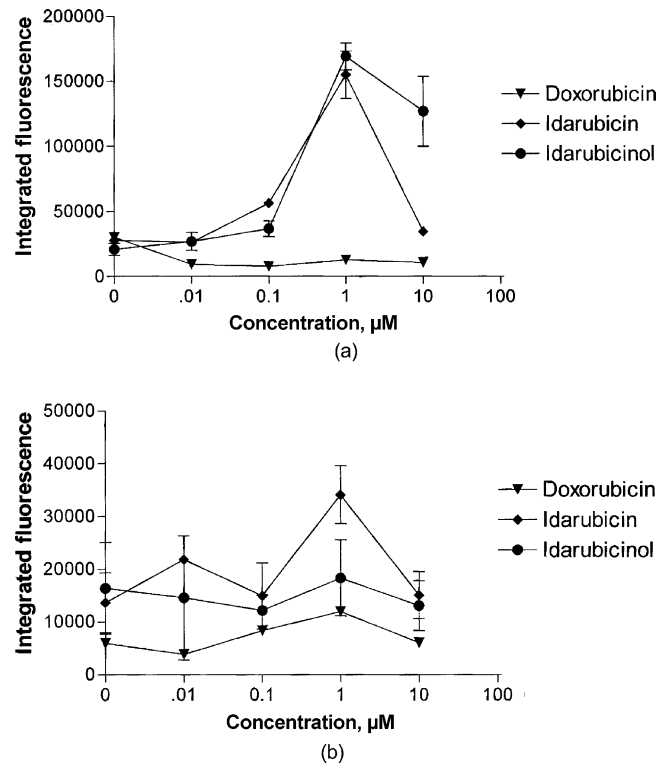 200000
150000
100000
50000
0
Integrated fluorescence
0 .01 0.1 1 10 100
Concentration, µM
Doxorubicin
Idarubicin
Idarubicinol
(a)
50000
40000
30000
20000
10000
0
Integrated fluorescence
0 .01 0.1 1 10 100
Concentration, µM
Doxorubicin
Idarubicin
Idarubicinol
(b)